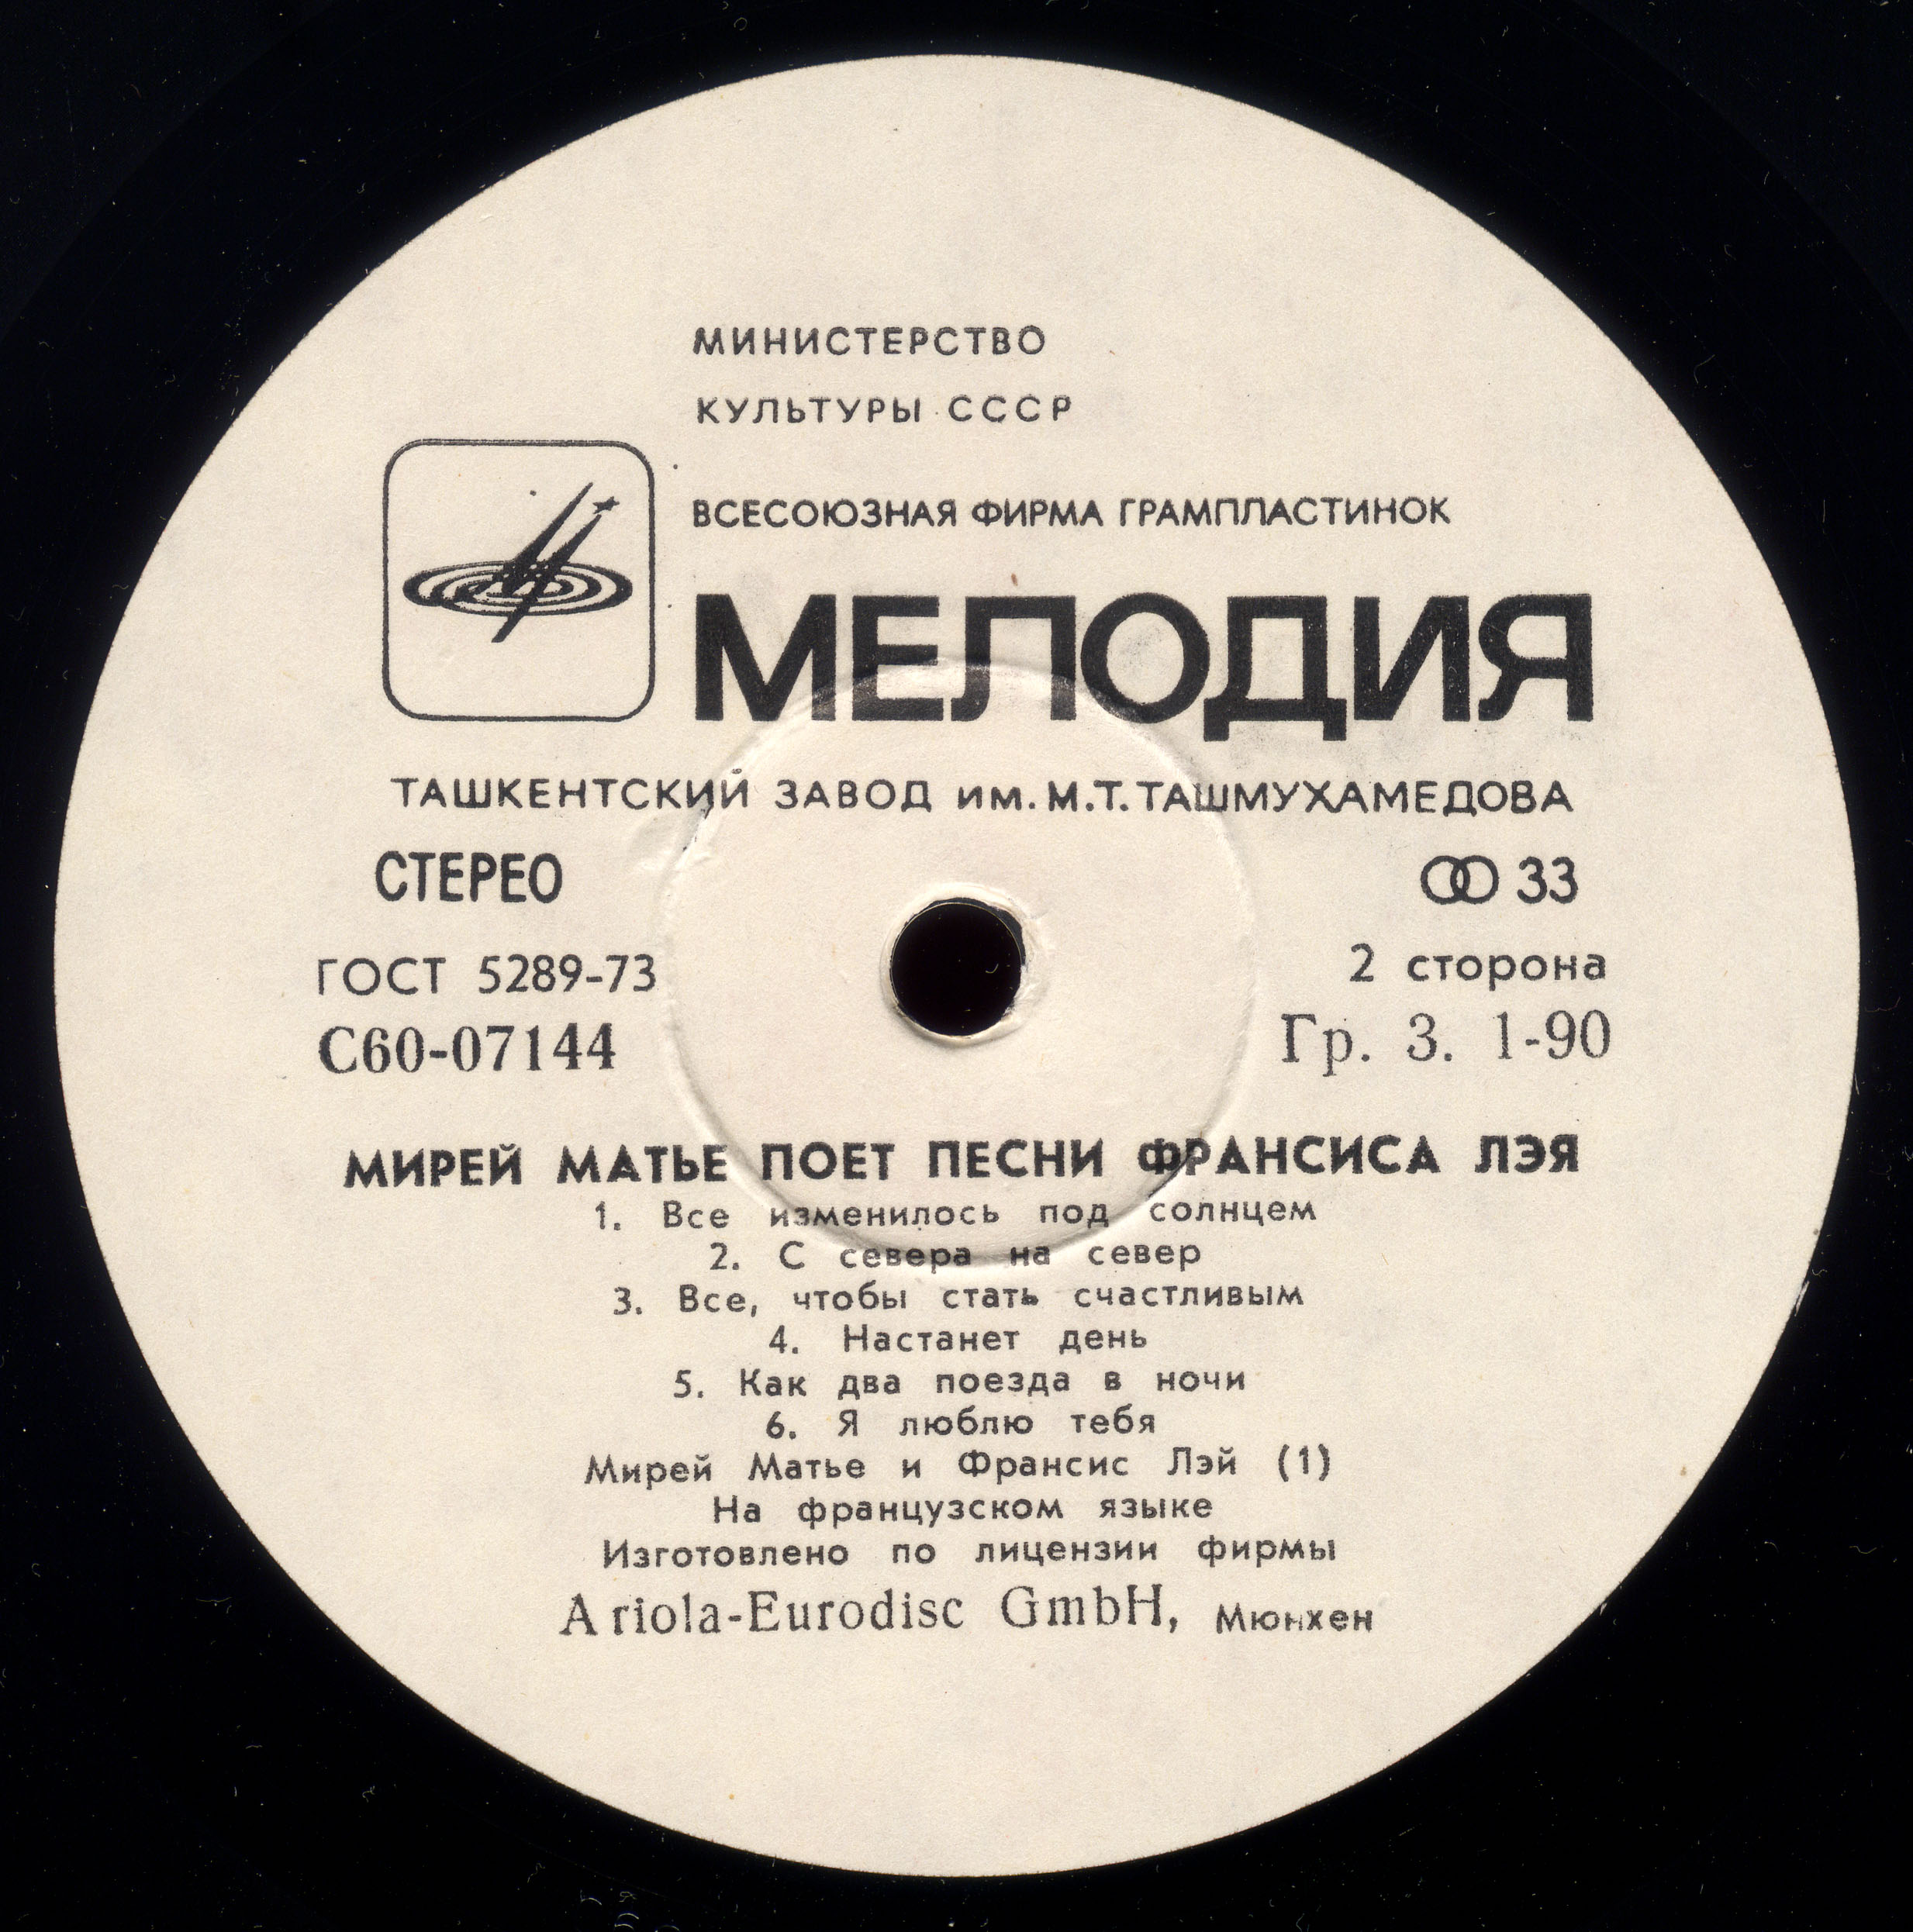 МИНИСТЕРСТВО
КУЛЬТУРЫ СССР
ВСЕСОЮЗНАЯ ФИРМА ГРАМПЛАСТИНОК
МЕЛОДИЯ
ТАШКЕНТСКИЙ ЗАВОД им. М.Т. ТАШМУХАМЕДОВА
СТЕРЕО 33
ГОСТ 5289-73 2 сторона
С60-07144 Гр. 3. 1-90
МИРЕЙ МАТЬЕ ПОЕТ ПЕСНИ ФРАНСИСА ЛЭЯ
1. Все изменилось под солнцем
2. С севера на север
3. Все, чтобы стать счастливым
4. Настанет день
5. Как два поезда в ночи
6. Я люблю тебя
Мирей Матье и Франсис Лэй (1)
На французском языке
Изготовлено по лицензии фирмы
Ariola-Eurodisc GmbH, Мюнхен